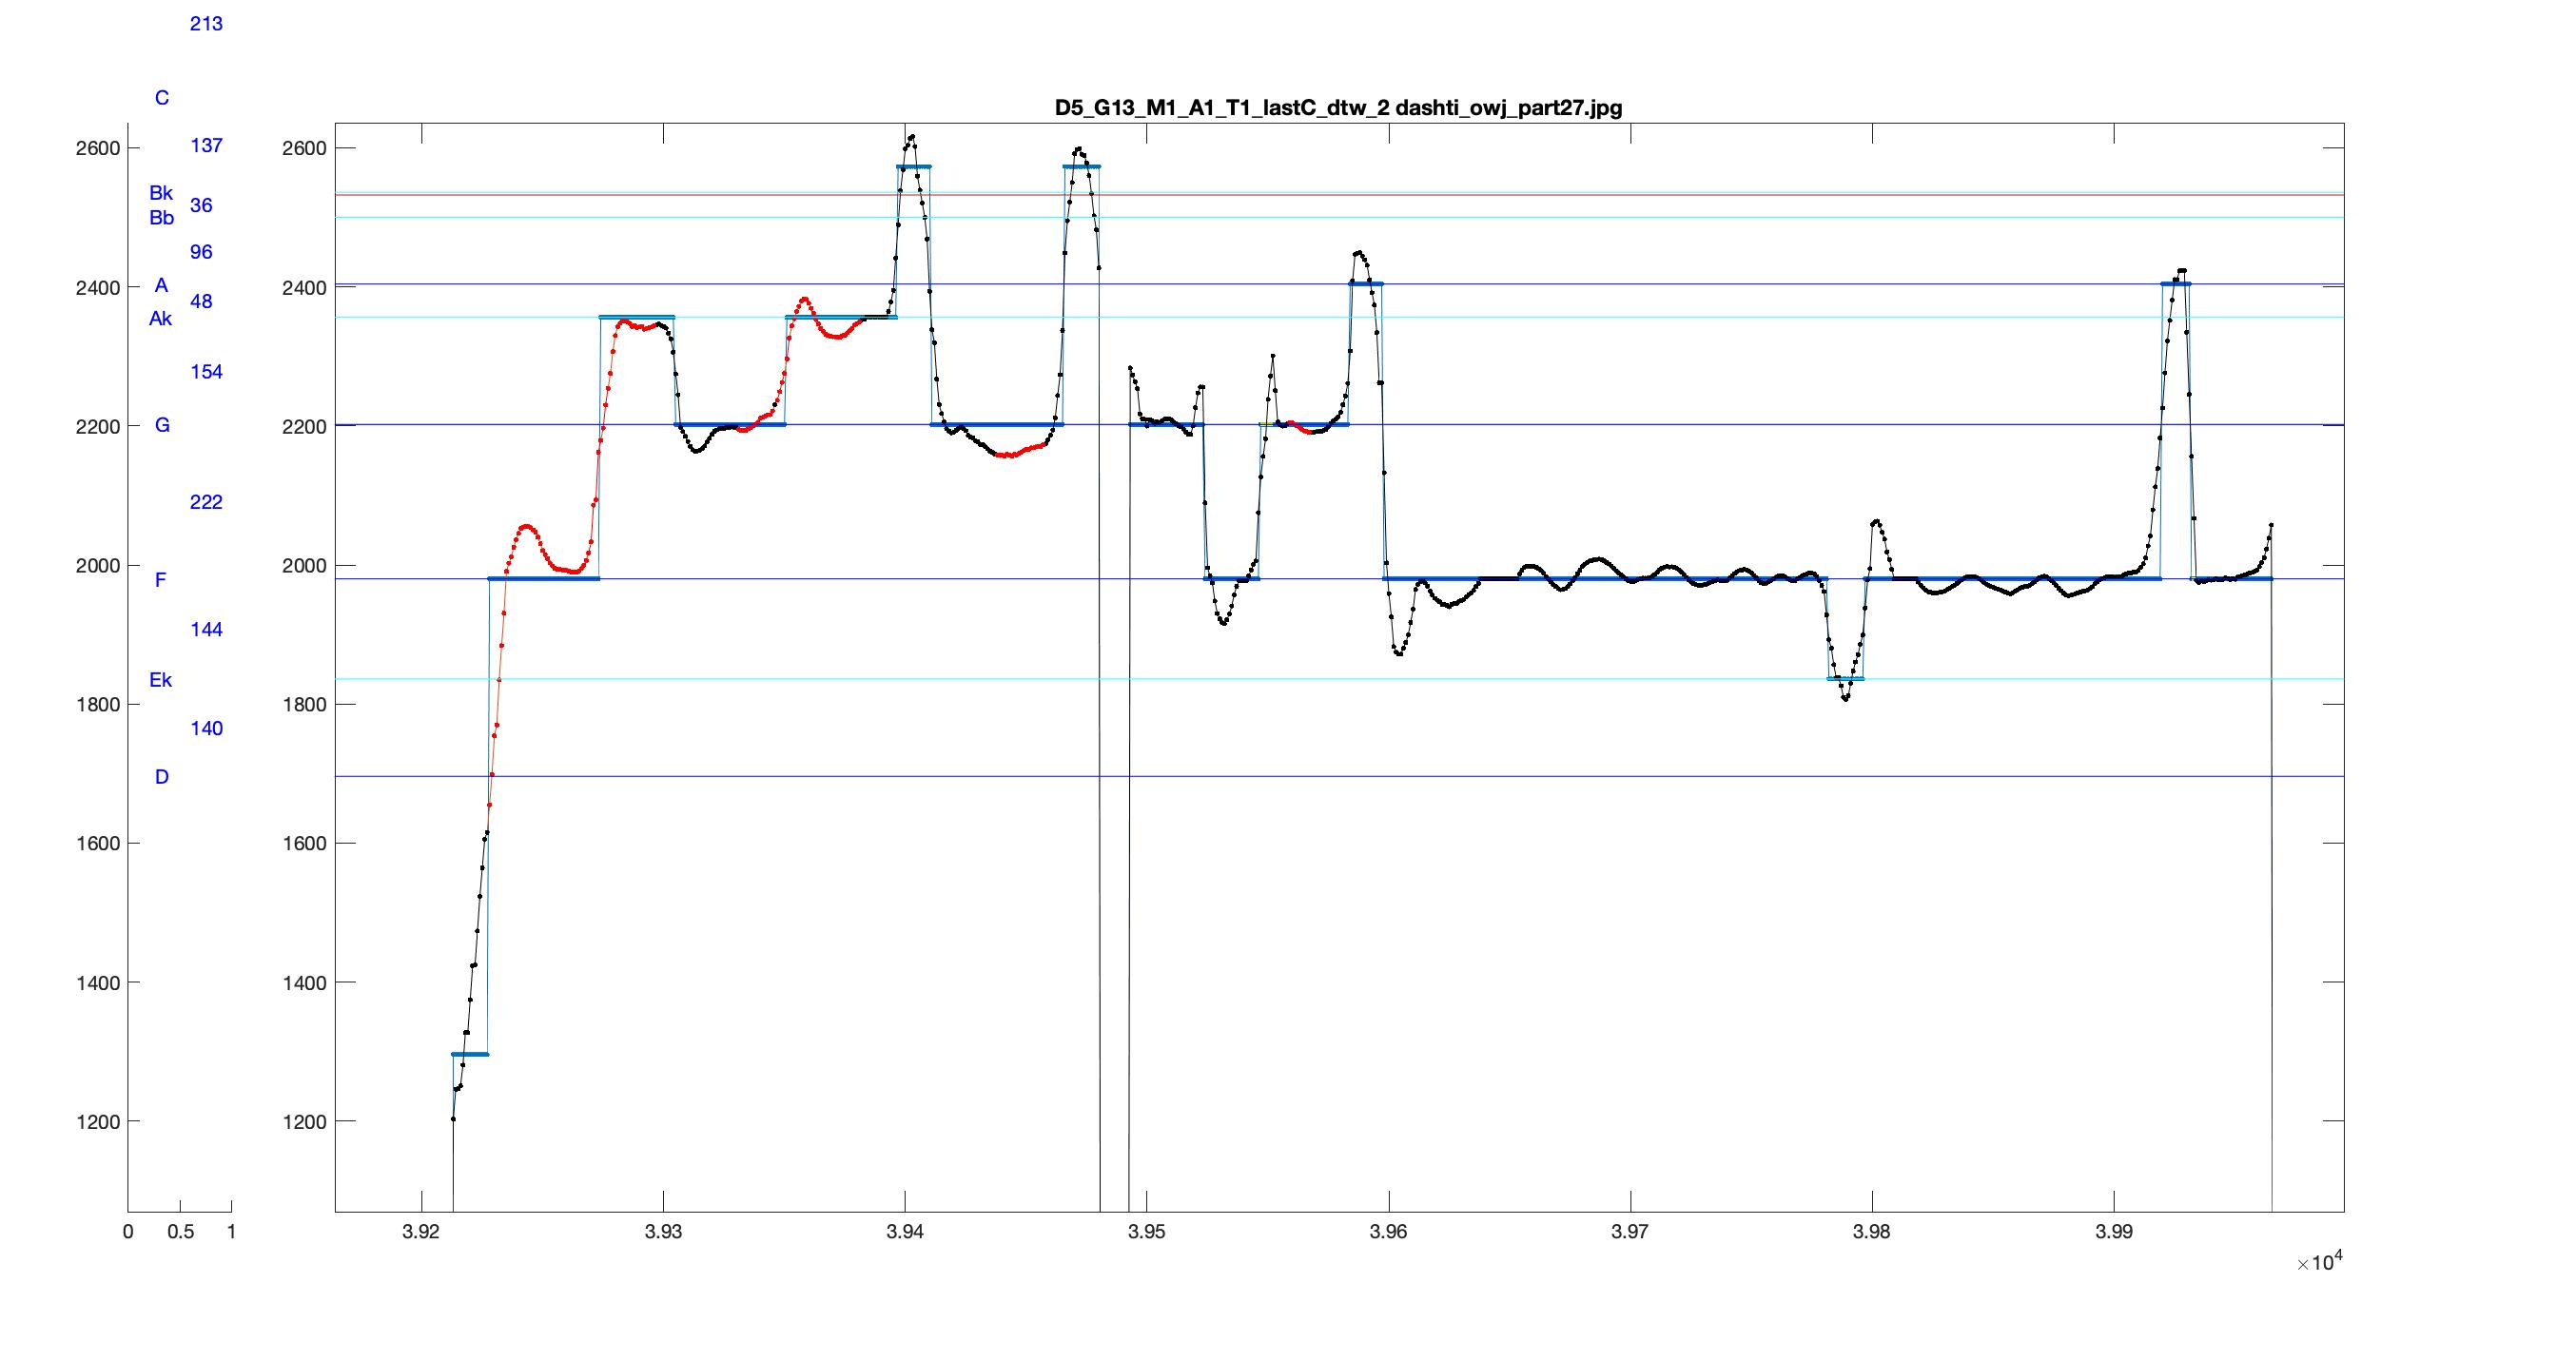 213
C
D5_G13_M1_A1_T1_lastC_dtw_2 dashti_owj_part27.jpg
2600 137 2600
Bk
36
Bb
96
2400 A 2400
48
Ak
154
2200 G 2200
222
2000 2000
F
144
Ek
1800 1800
140
D
1600 1600
1400 1400
1200 1200
0 0.5 1 3.92 3.93 3.94 3.95 3.96 3.97 3.98 3.99
×10⁴